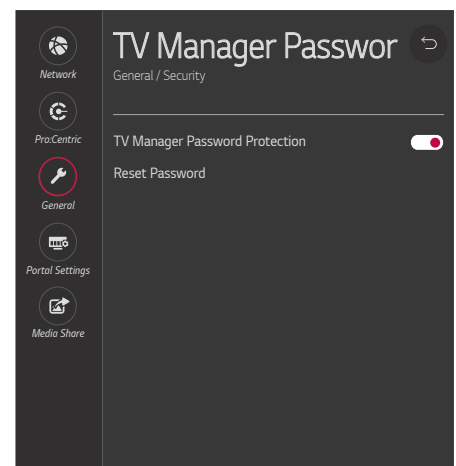 TV Manager Passwor
General / Security
Network
Pro:Centric
TV Manager Password Protection
Reset Password
General
Portal Settings
Media Share